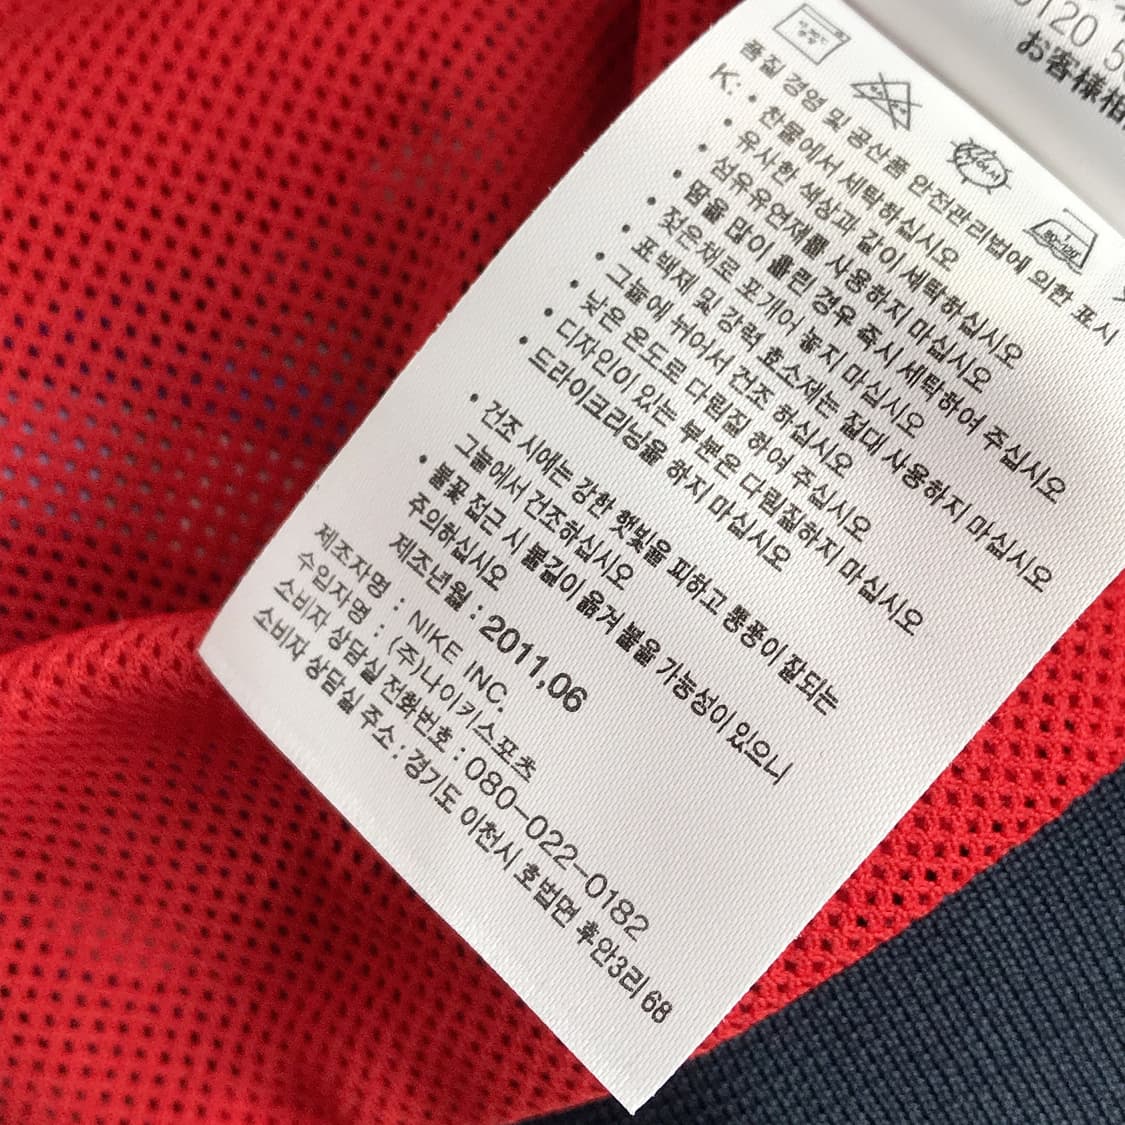 0120 5
お客様相
품질 경영 및 공산품 안전관리법에 의한 표시
K: • 찬물에서 세탁하십시오
• 유사한 색상과 같이 세탁하십시오
• 섬유유연제를 사용하지 마십시오
• 땀을 많이 흘린 경우 즉시 세탁하여 주십시오
• 젖은채로 포개어 놓지 마십시오
• 표백제 및 강력 효소제는 절대 사용하지 마십시오
• 그늘에 뉘어서 건조 하십시오
• 낮은 온도로 다림질 하여 주십시오
• 디자인이 있는 부분은 다림질하지 마십시오
• 드라이크리닝을 하지 마십시오
• 건조 시에는 강한 햇빛을 피하고 통풍이 잘되는
그늘에서 건조하십시오
• 불꽃 접근 시 불길이 옮겨 붙을 가능성이 있으니
주의하십시오
제조년월 : 2011,06
제조자명 : NIKE INC.
수입자명 : (주)나이키스포츠
소비자 상담실 전화번호 : 080-022-0182
소비자 상담실 주소 : 경기도 이천시 호법면 후안3리 68